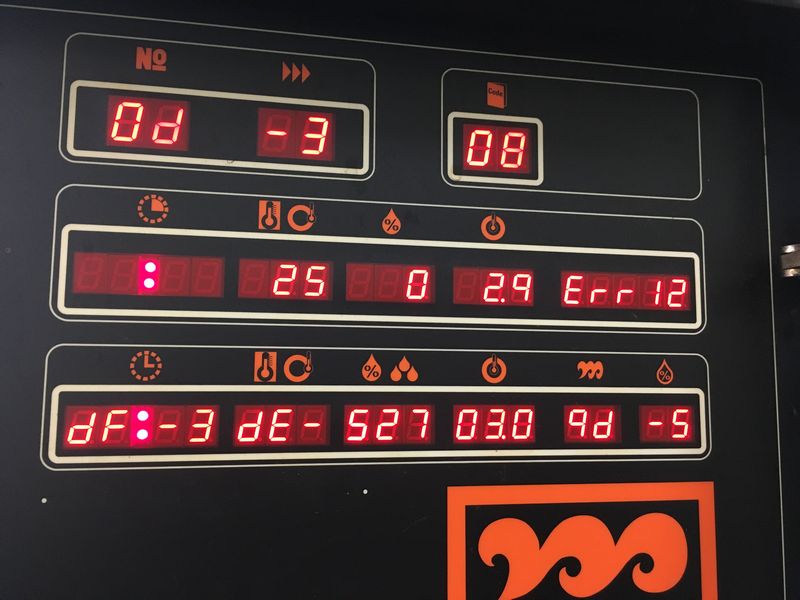 Nº
0d -3
Code
08
%
: 25 0 2.9 Err12
% %
dF:-3 dE- 527 03.0 9d -5